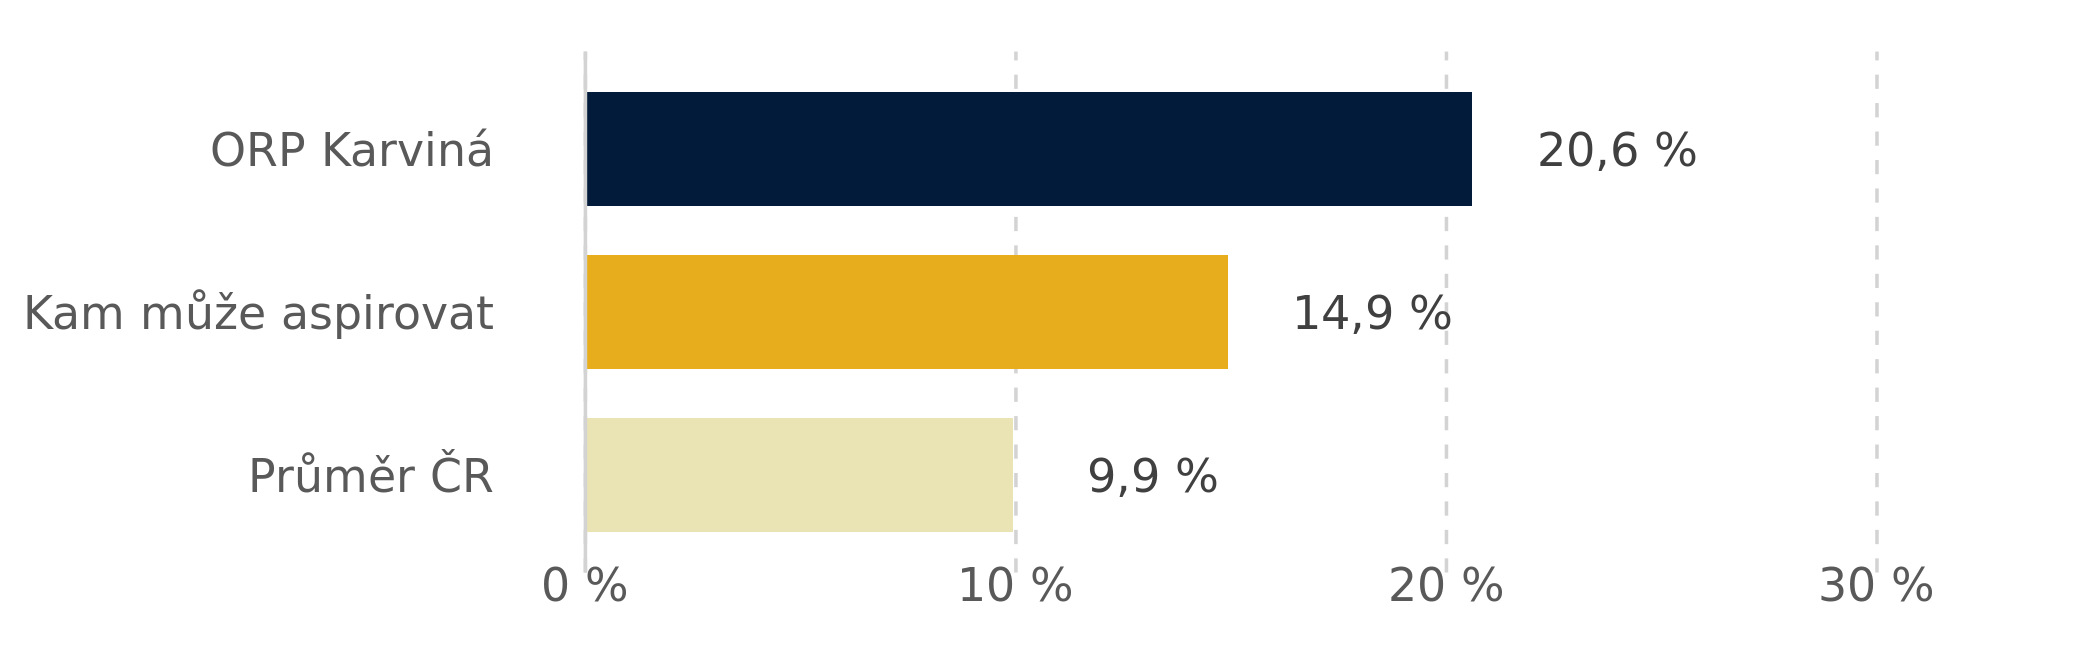 ORP Karviná 20,6 %
Kam může aspirovat 14,9 %
Průměr ČR 9,9 %
0 % 10 % 20 % 30 %